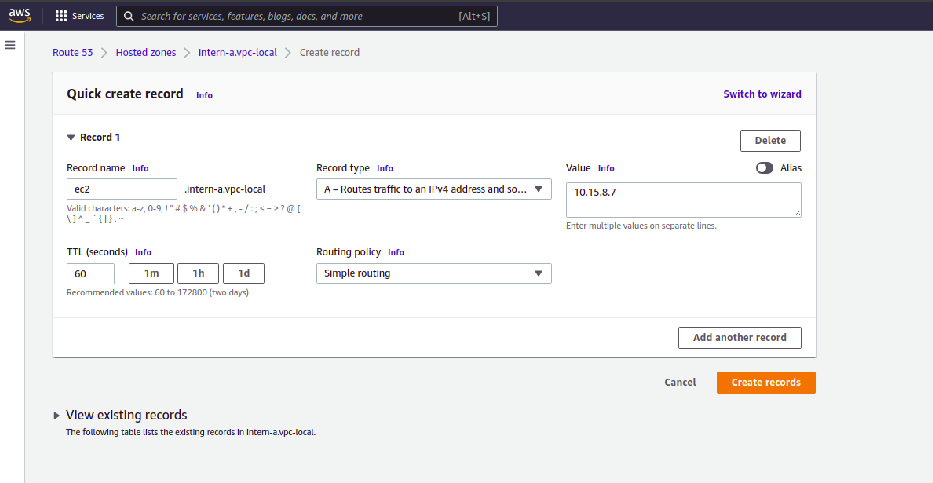 aws
Services
Search for services, features, blogs, docs, and more
[Alt+S]
Route 53 > Hosted zones > intern-a.vpc-local > Create record
Quick create record Info
Switch to wizard
Record 1
Delete
Record name Info
ec2 .intern-a.vpc-local
Valid characters: a-z, 0-9, ! " # $ % & ' ( ) * + , - / : ; < = > ? @ [
\ ] ^ _ ` { | } . ~
Record type Info
A – Routes traffic to an IPv4 address and so...
Value Info
Alias
10.15.8.7
Enter multiple values on separate lines.
TTL (seconds) Info
60 1m 1h 1d
Recommended values: 60 to 172800 (two days)
Routing policy Info
Simple routing
Add another record
Cancel
Create records
View existing records
The following table lists the existing records in intern-a.vpc-local.